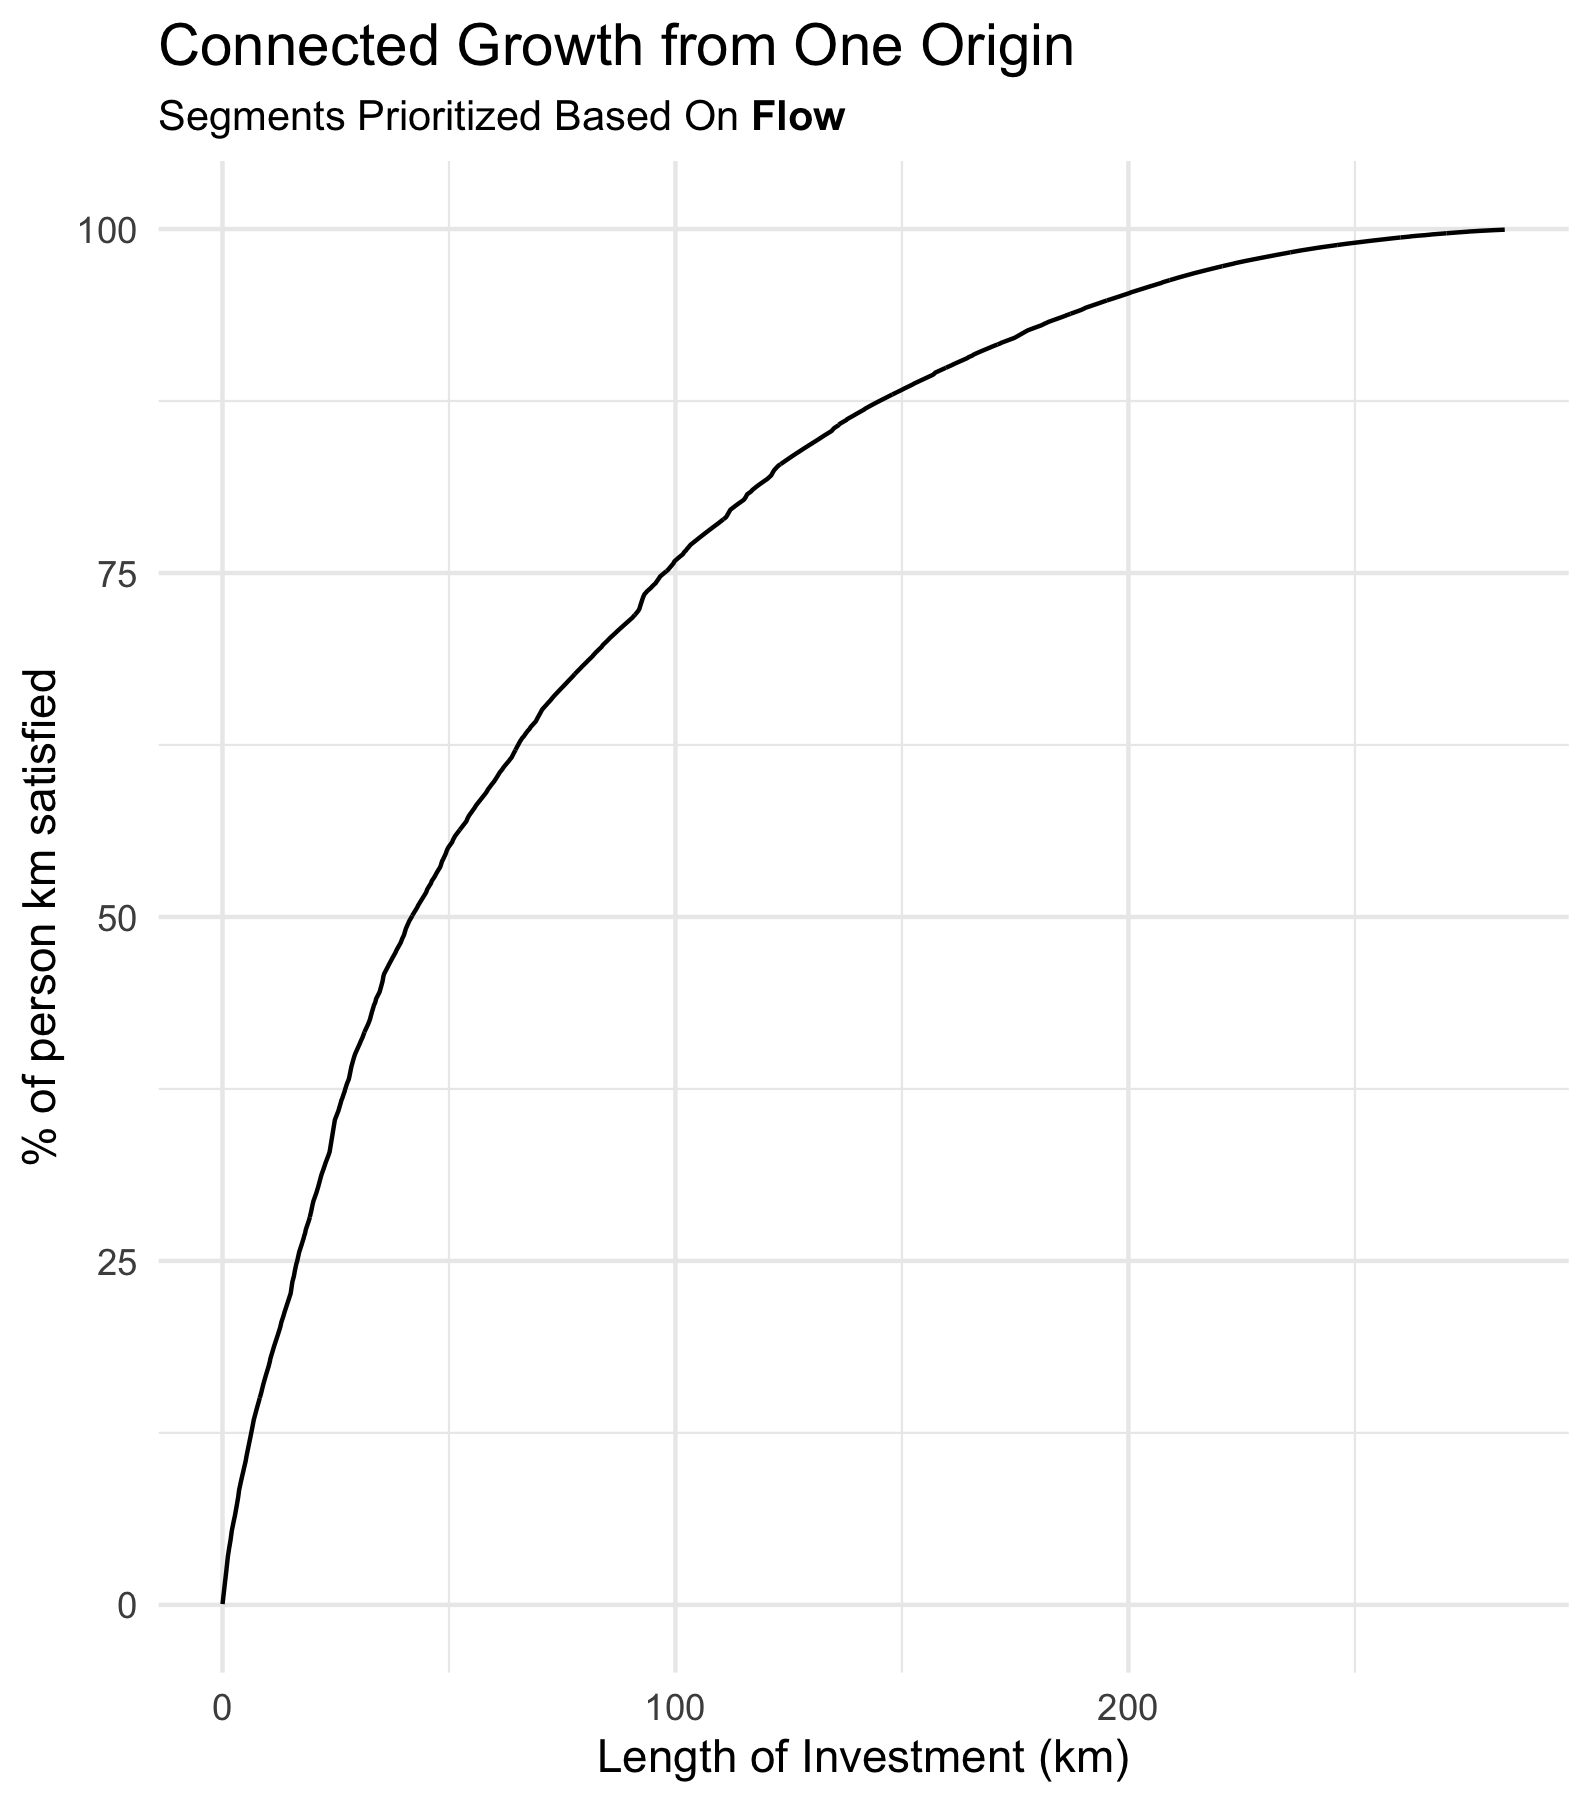 Connected Growth from One Origin
Segments Prioritized Based On Flow
100
75
50
25
0
% of person km satisfied
0 100 200
Length of Investment (km)